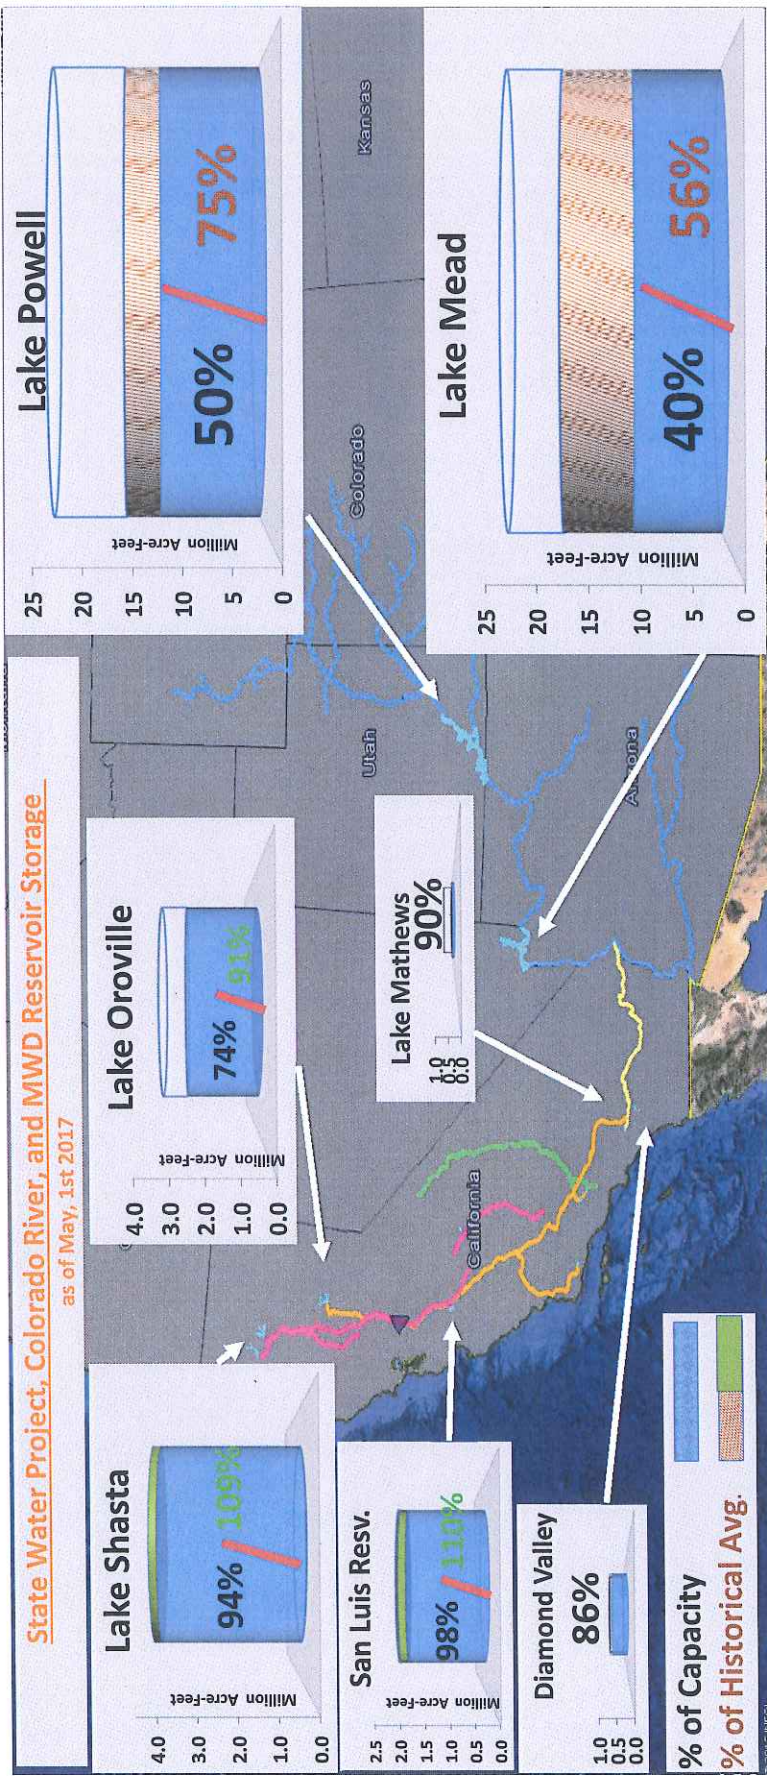 State Water Project, Colorado River, and MWD Reservoir Storage
as of May, 1st 2017
Lake Shasta
4.0
3.0
2.0
1.0
0.0
Million Acre-Feet
94% / 109%
San Luis Resv.
2.5
2.0
1.5
1.0
0.5
0.0
Million Acre-Feet
98% / 110%
Diamond Valley
1.0
0.5
0.0
86%
% of Capacity
% of Historical Avg.
Lake Oroville
4.0
3.0
2.0
1.0
0.0
Million Acre-Feet
74% / 91%
Lake Mathews
1.0
0.5
0.0
90%
California
Utah
Colorado
Arizona
Kansas
Lake Powell
25
20
15
10
5
0
Million Acre-Feet
50% / 75%
Lake Mead
25
20
15
10
5
0
Million Acre-Feet
40% / 56%